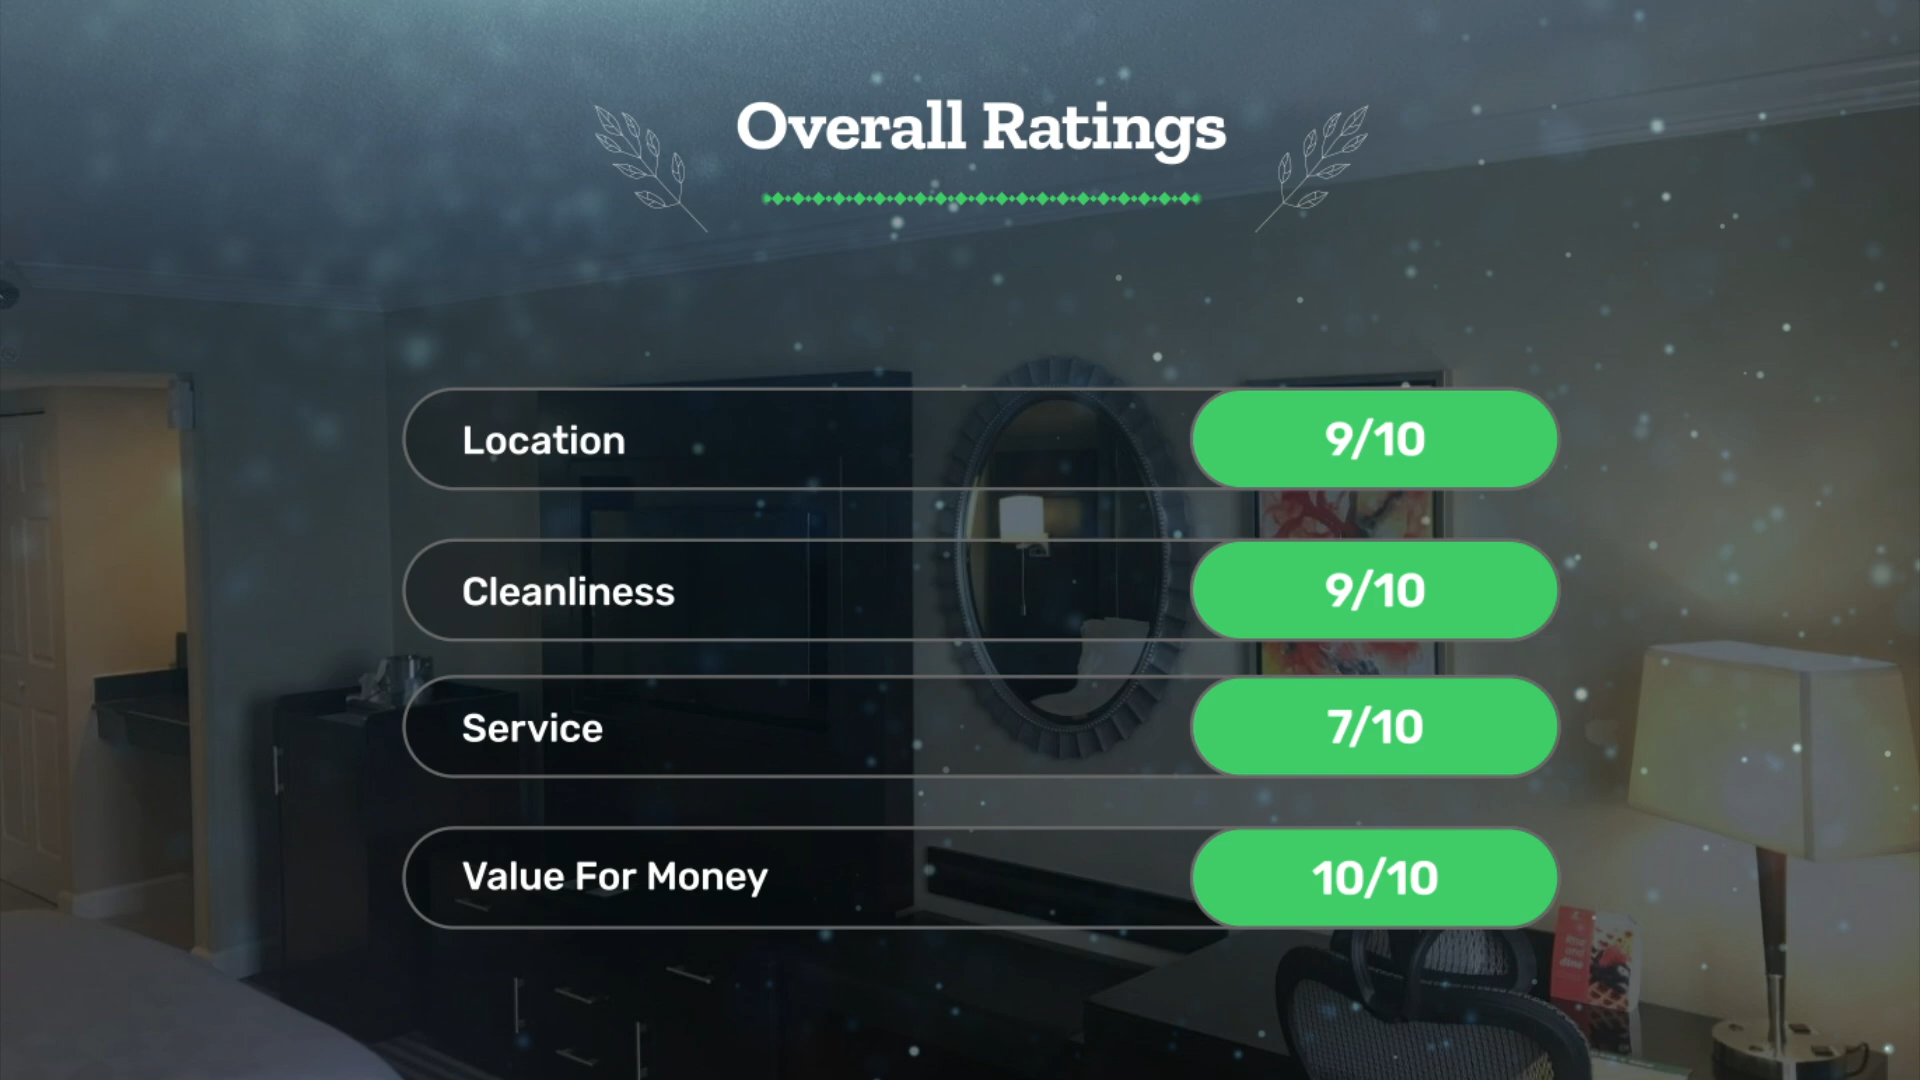 Overall Ratings
Location
9/10
Cleanliness
9/10
Service
7/10
Value For Money
10/10